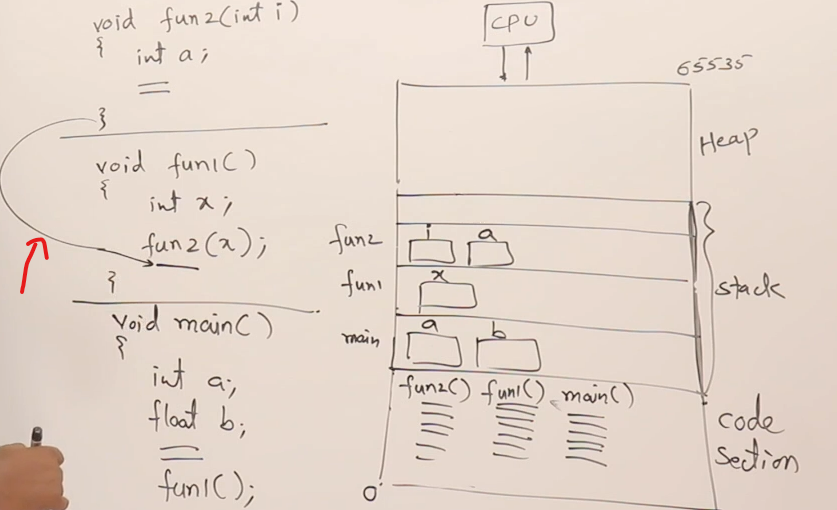 void fun2(int i)
{
int a;
}
void fun1()
{
int x;
fun2(x);
}
void main()
{
int a;
float b;
fun1();
CPU
65535
Heap
fun2
i
a
fun1
x
stack
main
a
b
fun2() fun1() main()
code
section
0